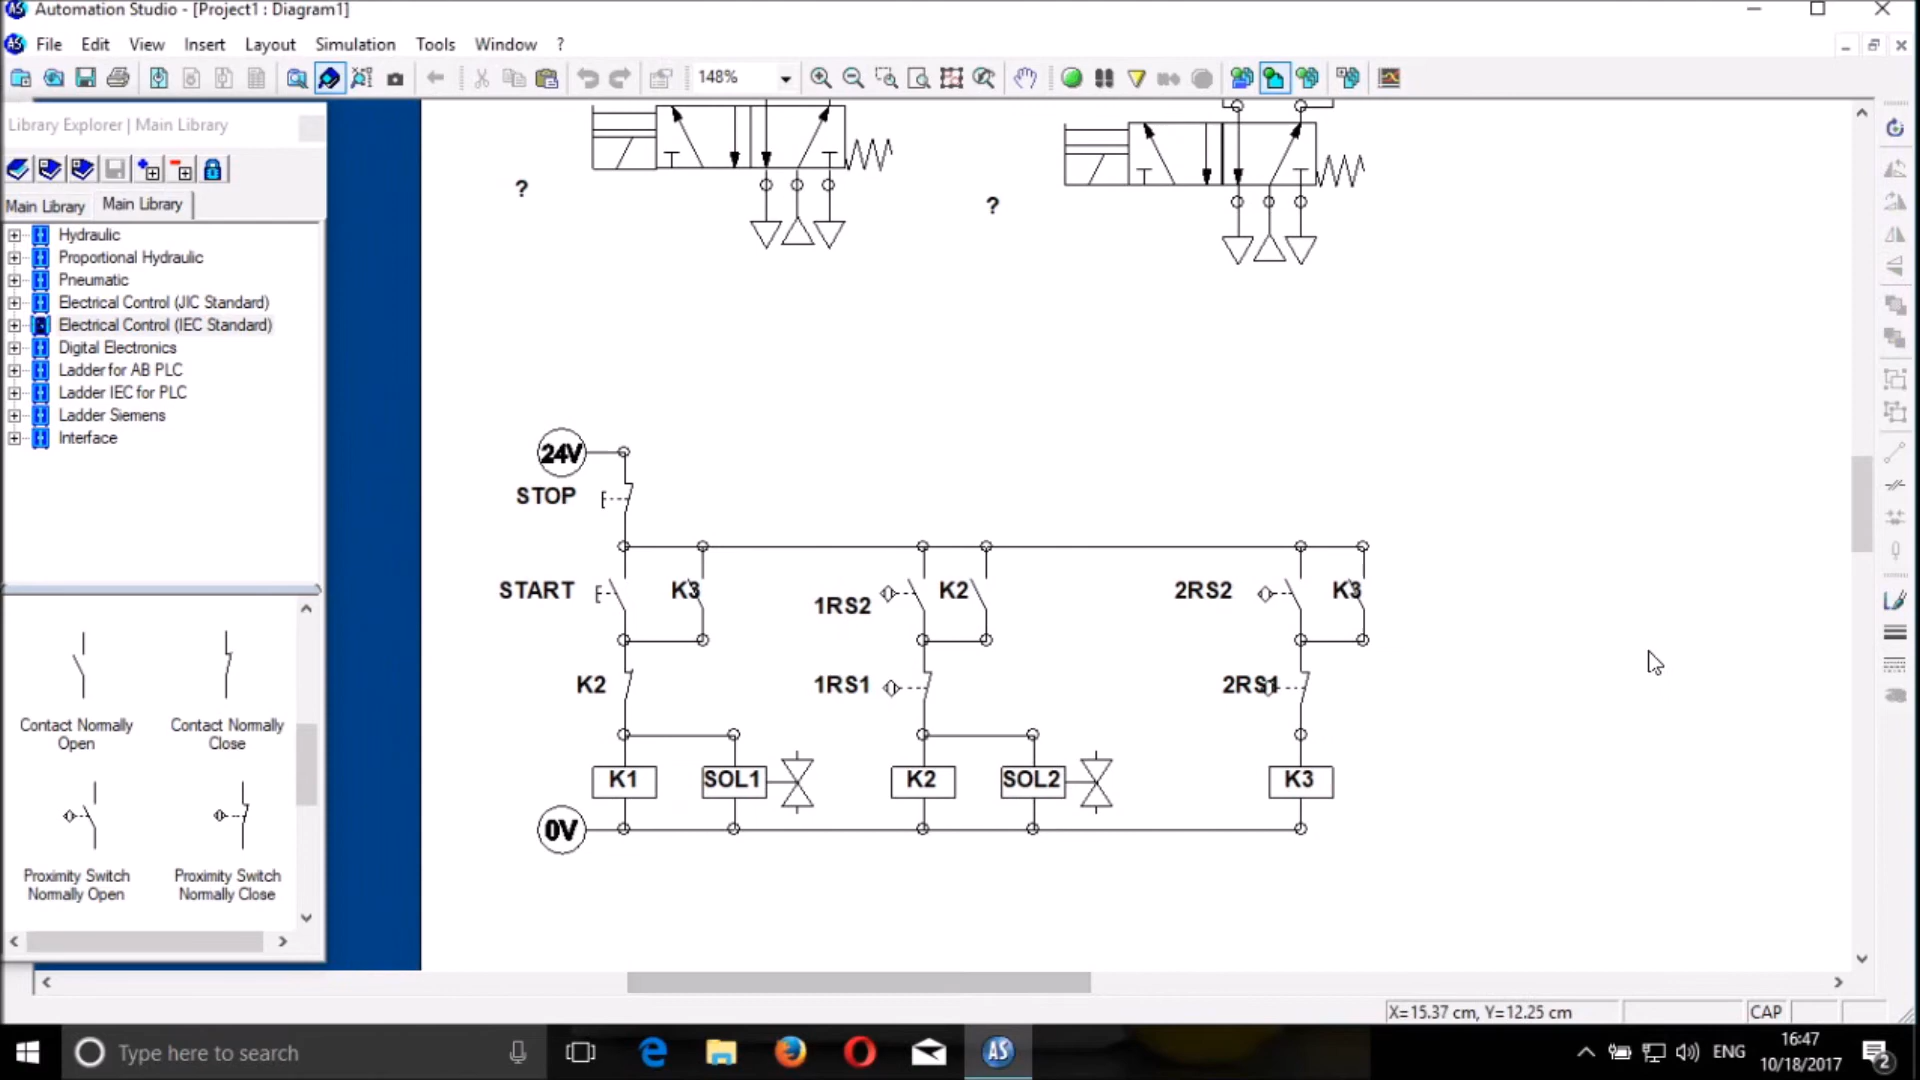 Automation Studio - [Project1 : Diagram1]
File Edit View Insert Layout Simulation Tools Window ?
148%
Library Explorer | Main Library
Main Library Main Library
Hydraulic
Proportional Hydraulic
Pneumatic
Electrical Control (JIC Standard)
Electrical Control (IEC Standard)
Digital Electronics
Ladder for AB PLC
Ladder IEC for PLC
Ladder Siemens
Interface
Contact Normally Open
Contact Normally Close
Proximity Switch Normally Open
Proximity Switch Normally Close
? ?
24V
STOP
START K3 1RS2 K2 2RS2 K3
K2 1RS1 2RS1
K1 SOL1 K2 SOL2 K3
0V
X=15.37 cm, Y=12.25 cm CAP
Type here to search
AS
ENG
16:47
10/18/2017
2